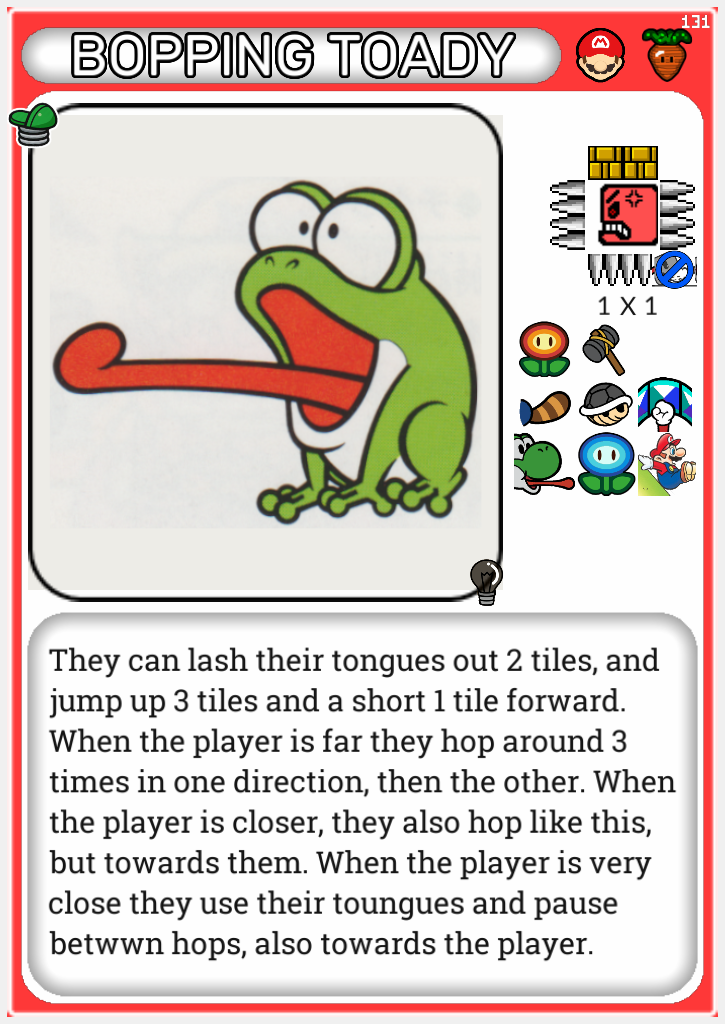 131
BOPPING TOADY
1 X 1
They can lash their tongues out 2 tiles, and
jump up 3 tiles and a short 1 tile forward.
When the player is far they hop around 3
times in one direction, then the other. When
the player is closer, they also hop like this,
but towards them. When the player is very
close they use their toungues and pause
betwwn hops, also towards the player.